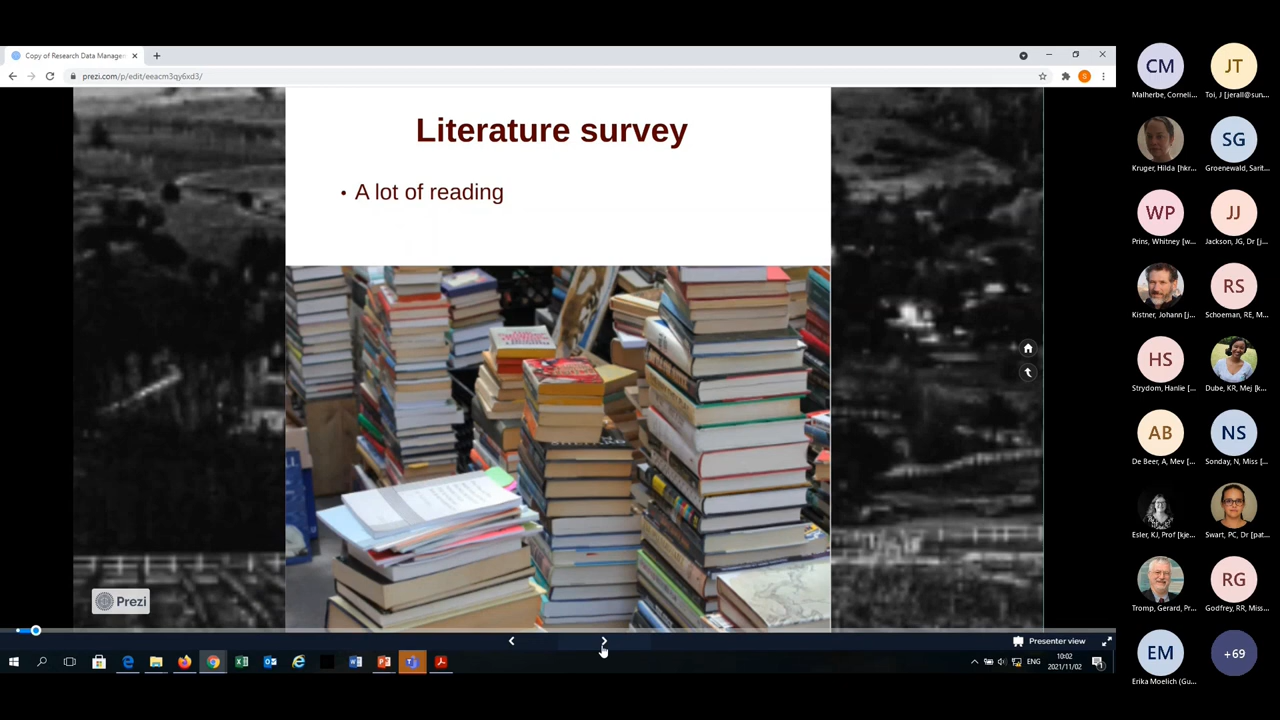 Copy of Research Data Manage
prezi.com/p/edit/eeacm3qy6xd3/
Literature survey
• A lot of reading
Prezi
Presenter view
ENG
10:02
2021/11/02
CM
Malherbe, Corneli...
JT
Toi, J [jerall@sun...
Kruger, Hilda [hkr...
SG
Groenewald, Sarit...
WP
Prins, Whitney [w...
JJ
Jackson, JG, Dr [j...
Kistner, Johann [j...
RS
Schoeman, RE, M...
HS
Strydom, Hanlie [...
Dube, KR, Mej [k...
AB
De Beer, A, Mev [...
NS
Sonday, N, Miss [...
Esler, KJ, Prof [kje...
Swart, PC, Dr [pat...
Tromp, Gerard, Pr...
RG
Godfrey, RR, Miss...
EM
Erika Moelich (Gu...
+69